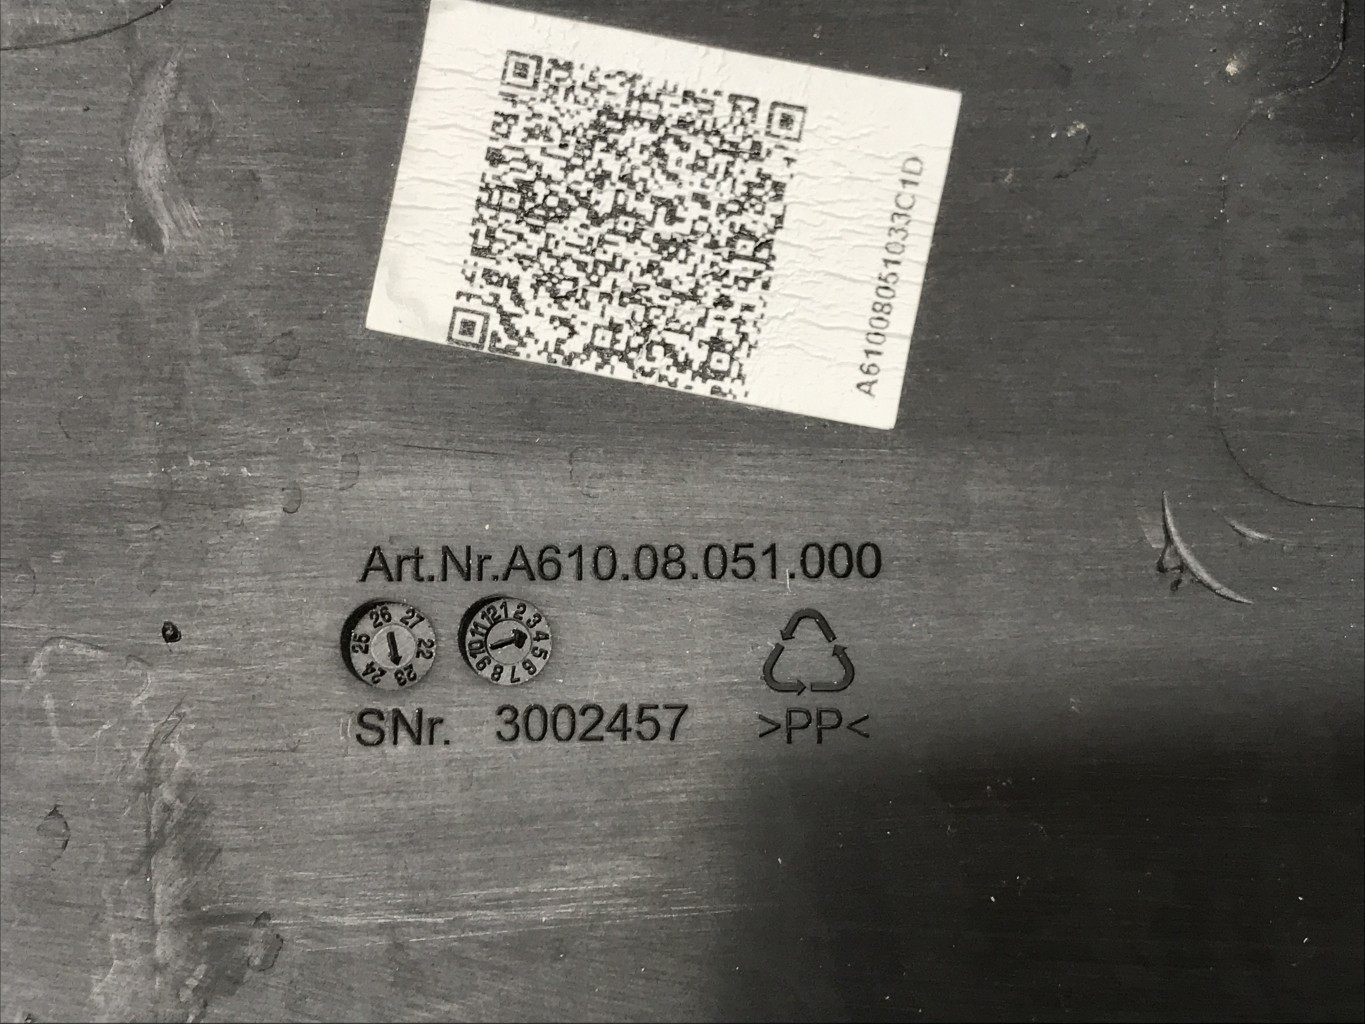 A61008051033C1D
Art.Nr.A610.08.051.000
26 27 22 23 24 25
12 1 2 3 4 5 6 7 8 9 10 11
SNr. 3002457
>PP<